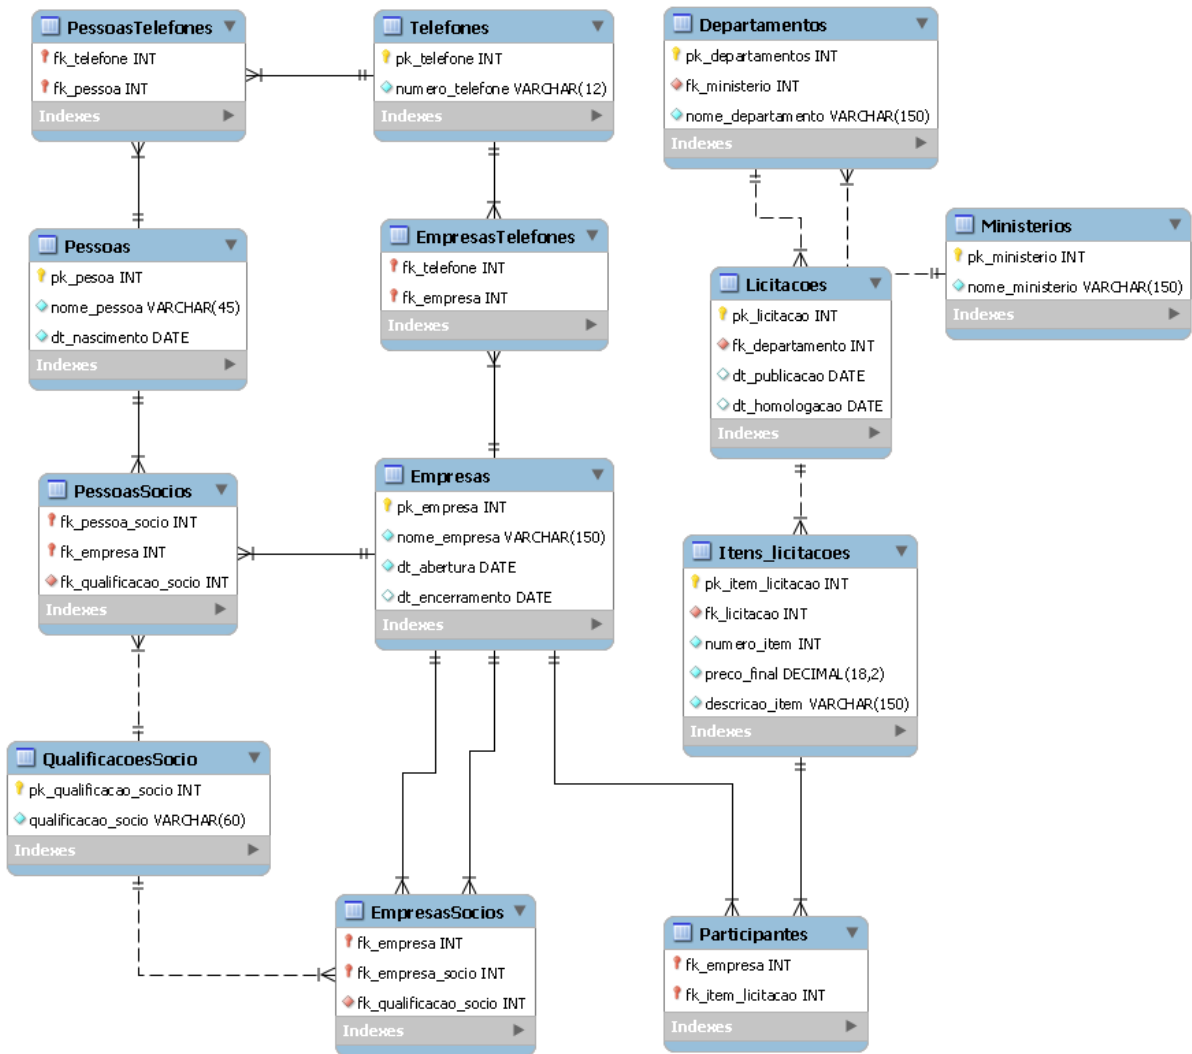 PessoasTelefones
fk_telefone INT
fk_pessoa INT
Indexes
Telefones
pk_telefone INT
numero_telefone VARCHAR(12)
Indexes
Departamentos
pk_departamentos INT
fk_ministerio INT
nome_departamento VARCHAR(150)
Indexes
Pessoas
pk_pesoa INT
nome_pessoa VARCHAR(45)
dt_nascimento DATE
Indexes
EmpresasTelefones
fk_telefone INT
fk_empresa INT
Indexes
Ministerios
pk_ministerio INT
nome_ministerio VARCHAR(150)
Indexes
Licitacoes
pk_licitacao INT
fk_departamento INT
dt_publicacao DATE
dt_homologacao DATE
Indexes
PessoasSocios
fk_pessoa_socio INT
fk_empresa INT
fk_qualificacao_socio INT
Indexes
Empresas
pk_empresa INT
nome_empresa VARCHAR(150)
dt_abertura DATE
dt_encerramento DATE
Indexes
Itens_licitacoes
pk_item_licitacao INT
fk_licitacao INT
numero_item INT
preco_final DECIMAL(18,2)
descricao_item VARCHAR(150)
Indexes
QualificacoesSocio
pk_qualificacao_socio INT
qualificacao_socio VARCHAR(60)
Indexes
EmpresasSocios
fk_empresa INT
fk_empresa_socio INT
fk_qualificacao_socio INT
Indexes
Participantes
fk_empresa INT
fk_item_licitacao INT
Indexes